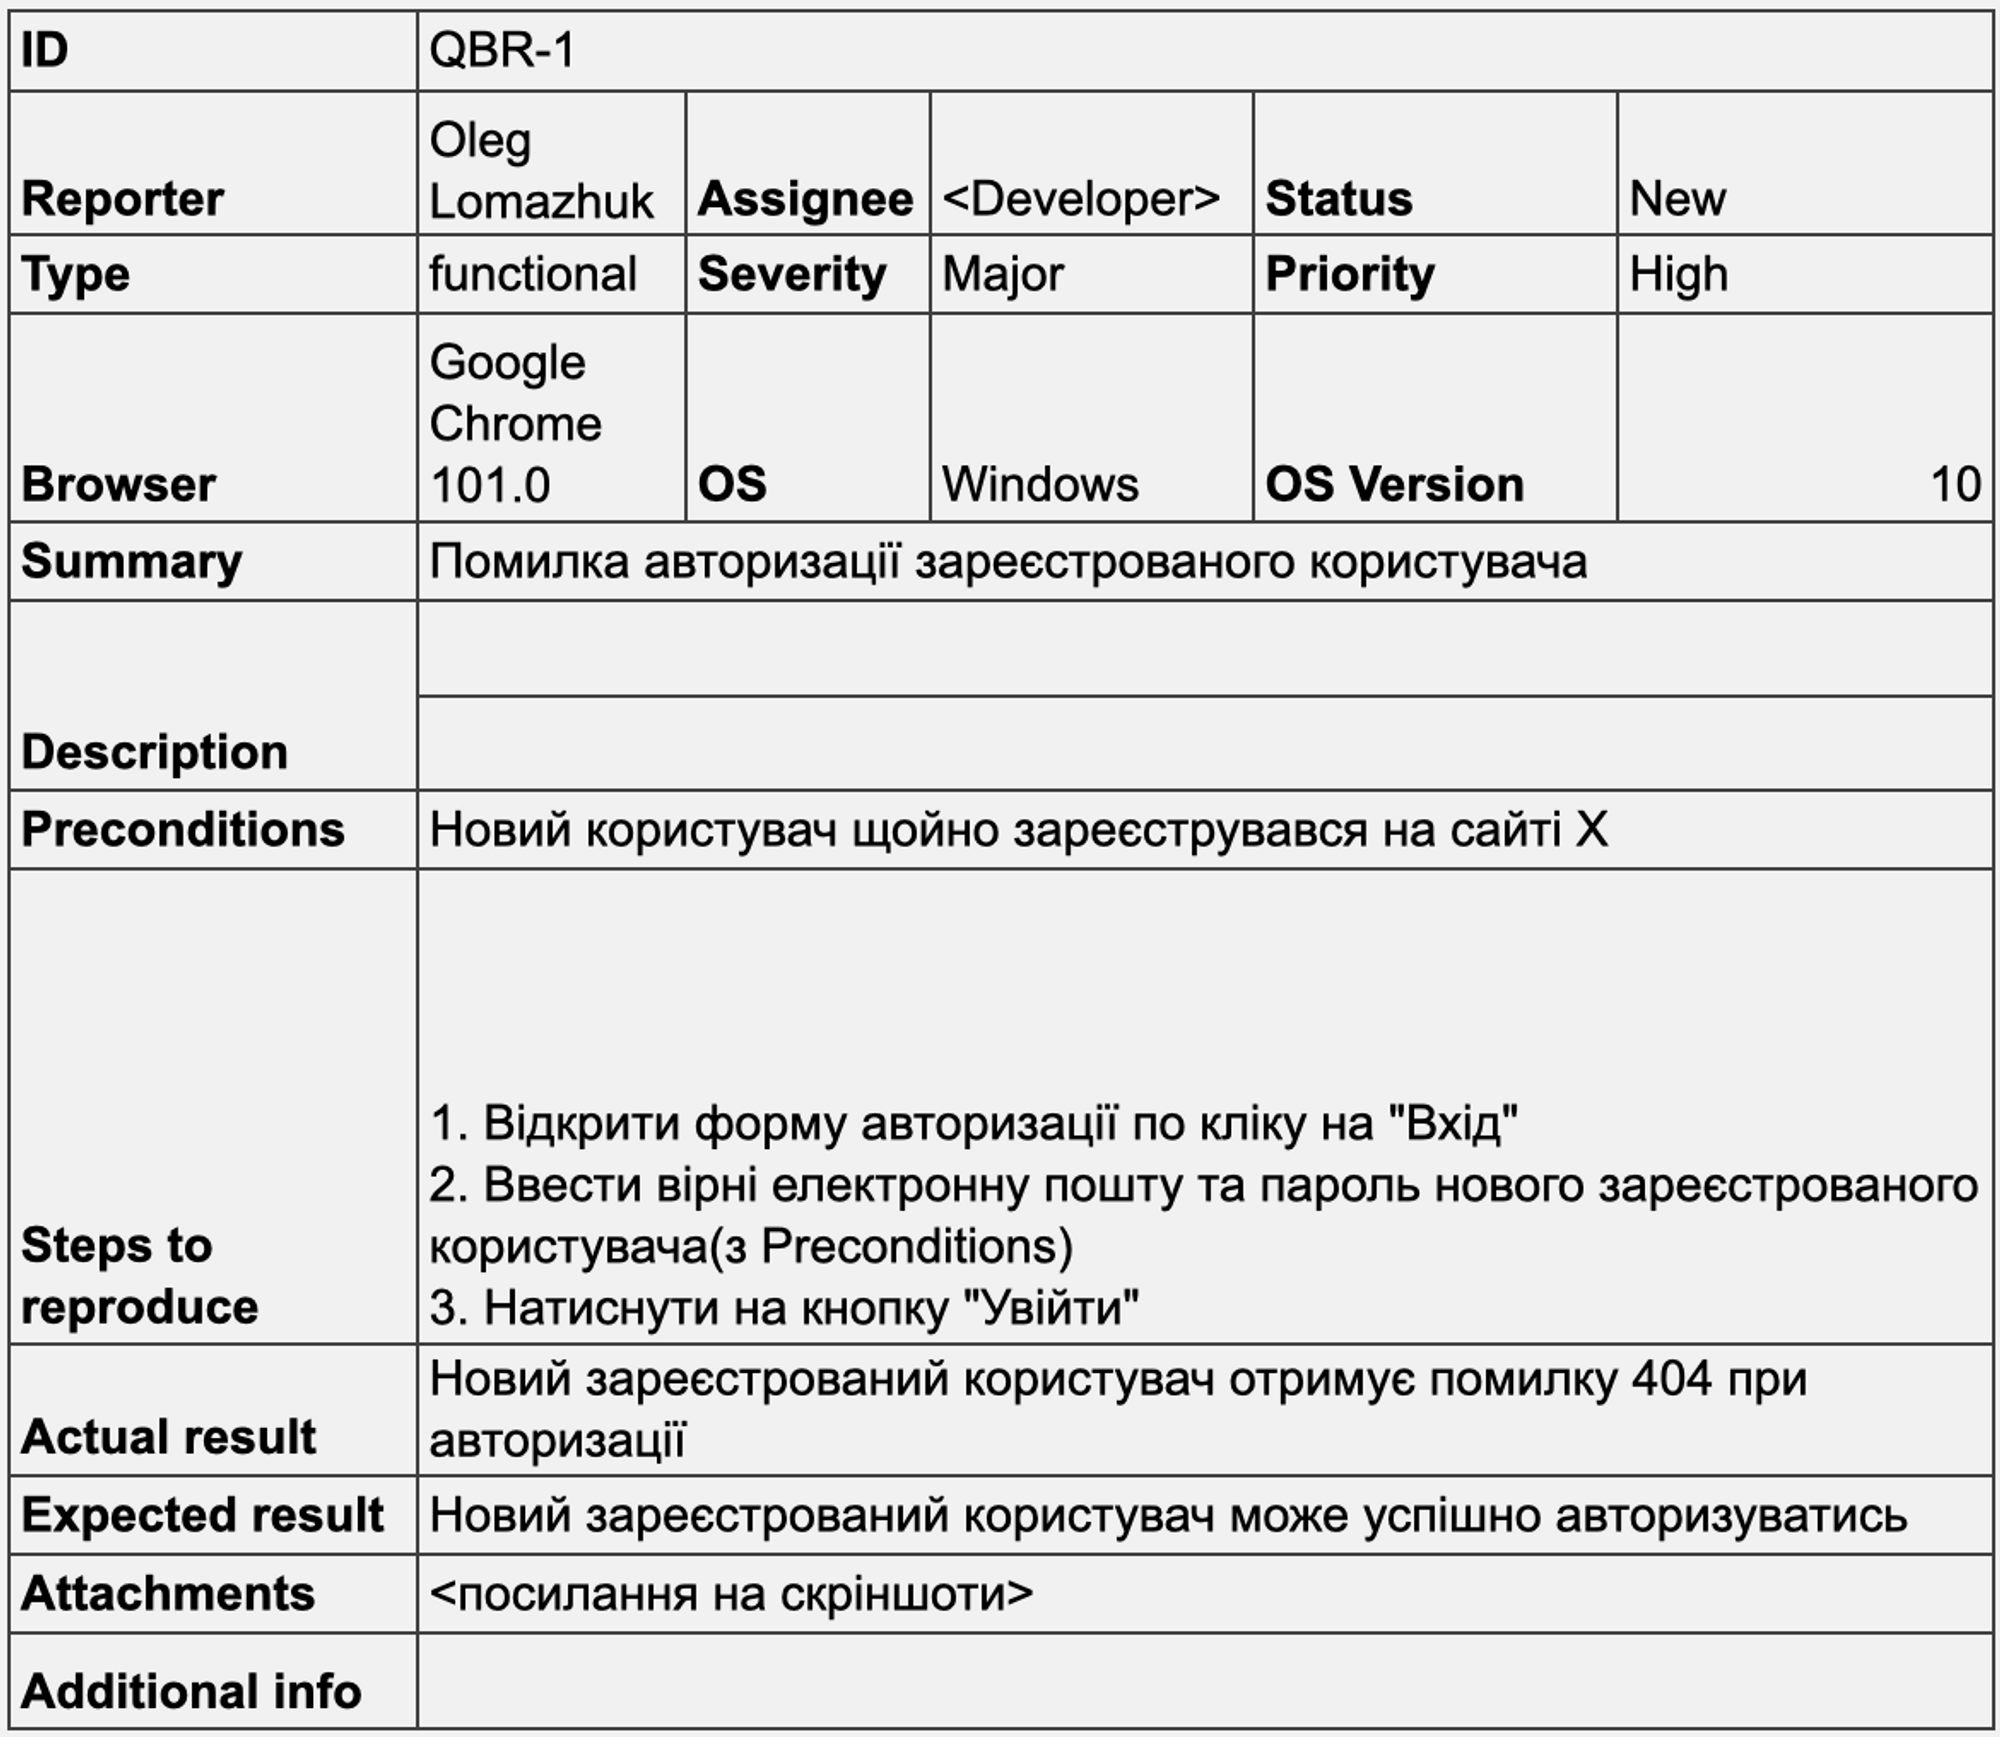 ID QBR-1
Oleg
Reporter Lomazhuk Assignee <Developer> Status New
Type functional Severity Major Priority High
Google
Chrome
Browser 101.0 OS Windows OS Version 10
Summary Помилка авторизації зареєстрованого користувача
Description
Preconditions Новий користувач щойно зареєструвався на сайті X
1. Відкрити форму авторизації по кліку на "Вхід"
2. Ввести вірні електронну пошту та пароль нового зареєстрованого
Steps to користувача(з Preconditions)
reproduce 3. Натиснути на кнопку "Увійти"
Новий зареєстрований користувач отримує помилку 404 при
Actual result авторизації
Expected result Новий зареєстрований користувач може успішно авторизуватись
Attachments <посилання на скріншоти>
Additional info